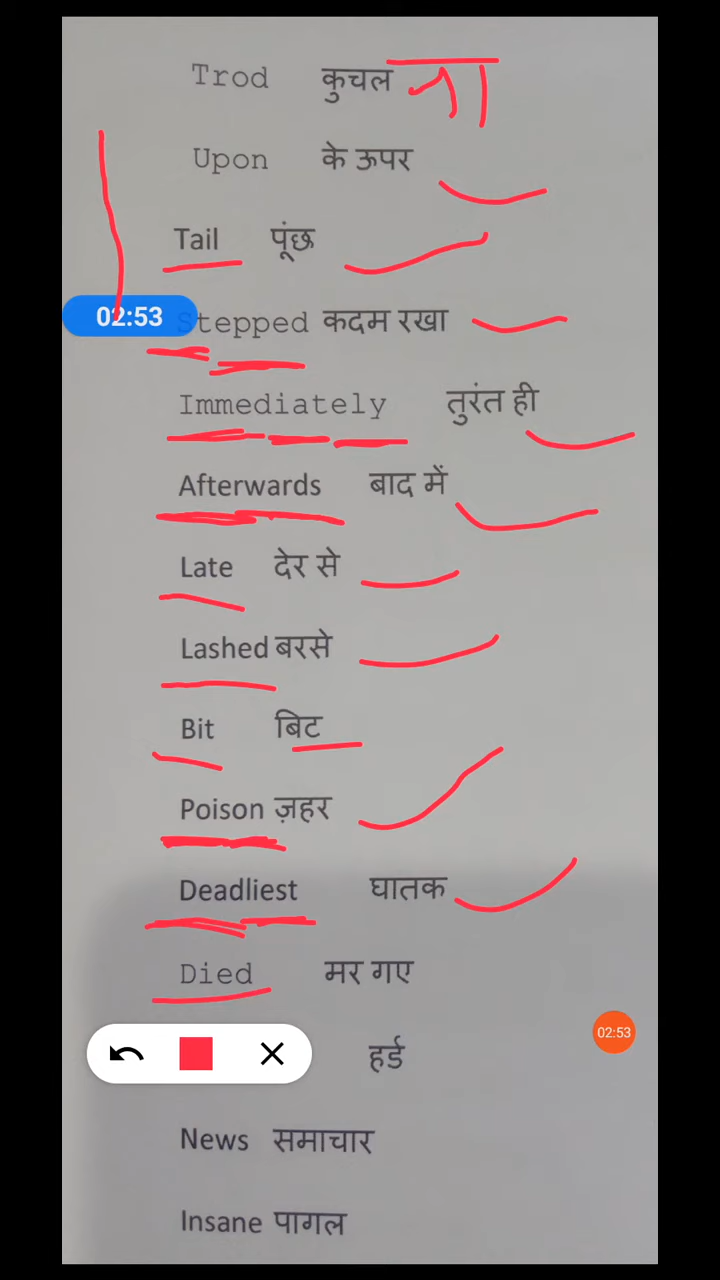 Trod कुचल ना
Upon के ऊपर
Tail पूंछ
02:53 Stepped कदम रखा
Immediately तुरंत ही
Afterwards बाद में
Late देर से
Lashed बरसे
Bit बिट
Poison ज़हर
Deadliest घातक
Died मर गए
02:53
हर्ड
News समाचार
Insane पागल